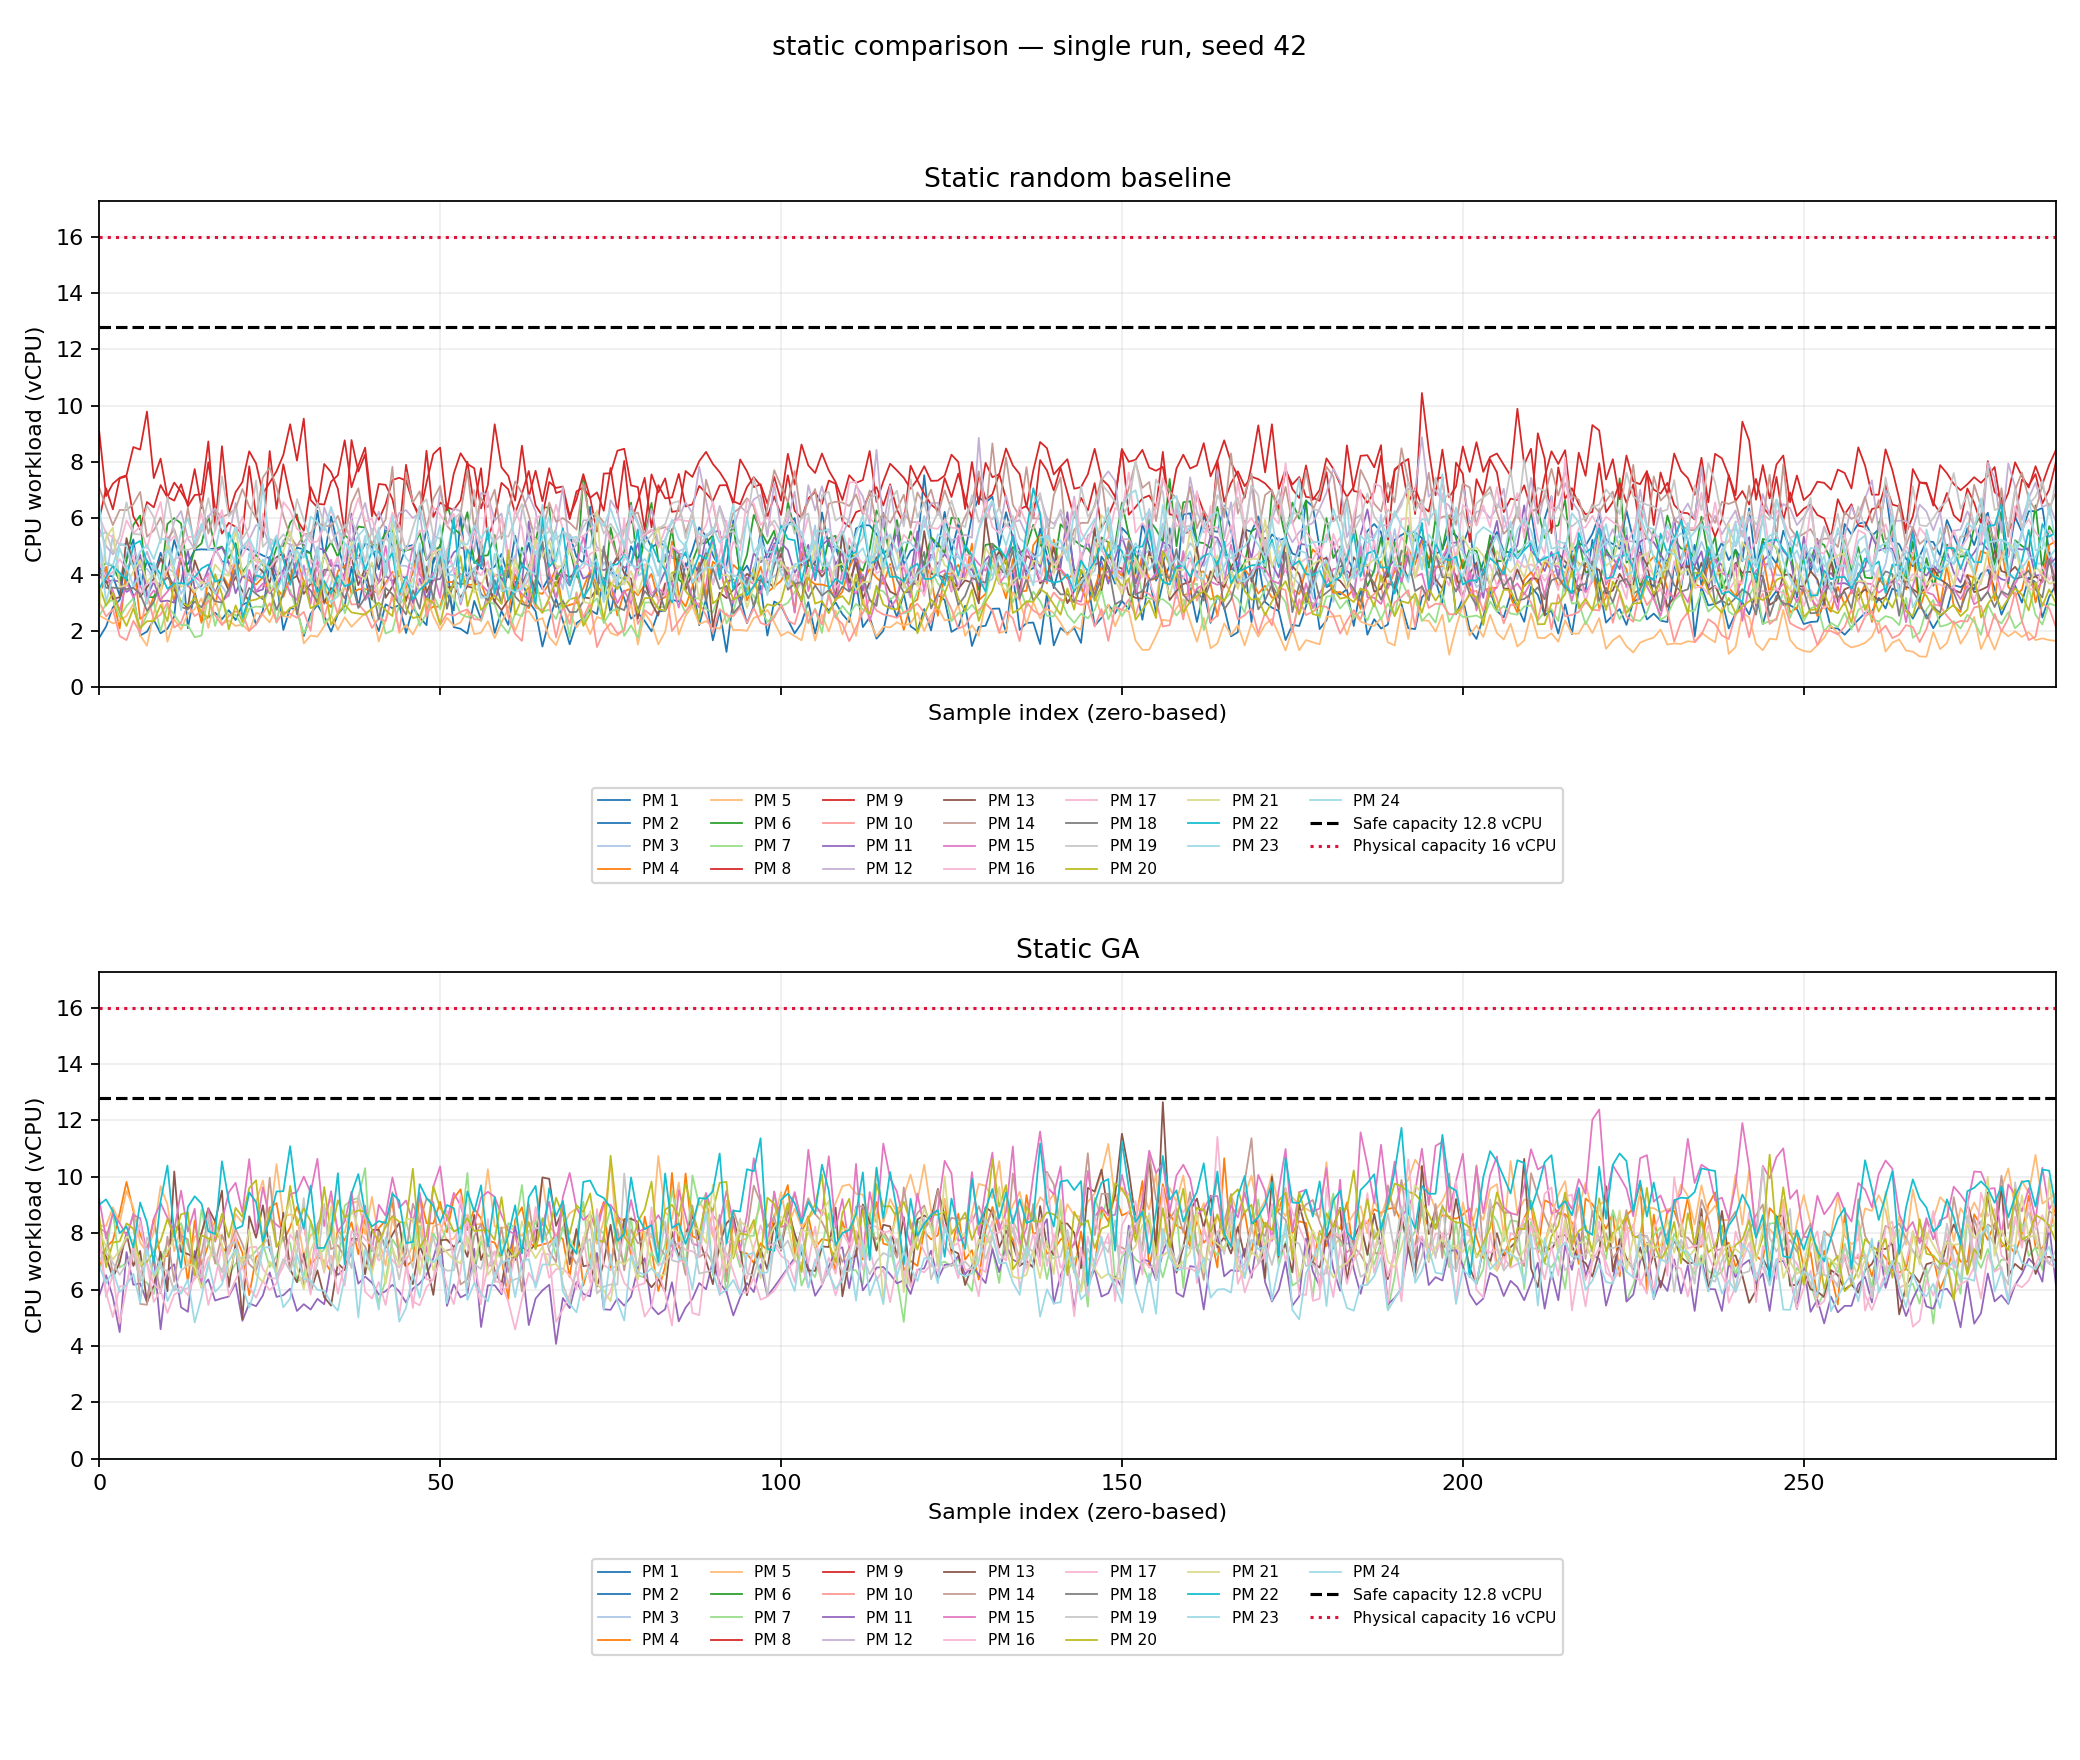 static comparison — single run, seed 42
Static random baseline
CPU workload (vCPU)
16
14
12
10
8
6
4
2
0
Sample index (zero-based)
PM 1 PM 5 PM 9 PM 13 PM 17 PM 21 PM 24
PM 2 PM 6 PM 10 PM 14 PM 18 PM 22 Safe capacity 12.8 vCPU
PM 3 PM 7 PM 11 PM 15 PM 19 PM 23 Physical capacity 16 vCPU
PM 4 PM 8 PM 12 PM 16 PM 20
Static GA
CPU workload (vCPU)
16
14
12
10
8
6
4
2
0
0 50 100 150 200 250
Sample index (zero-based)
PM 1 PM 5 PM 9 PM 13 PM 17 PM 21 PM 24
PM 2 PM 6 PM 10 PM 14 PM 18 PM 22 Safe capacity 12.8 vCPU
PM 3 PM 7 PM 11 PM 15 PM 19 PM 23 Physical capacity 16 vCPU
PM 4 PM 8 PM 12 PM 16 PM 20